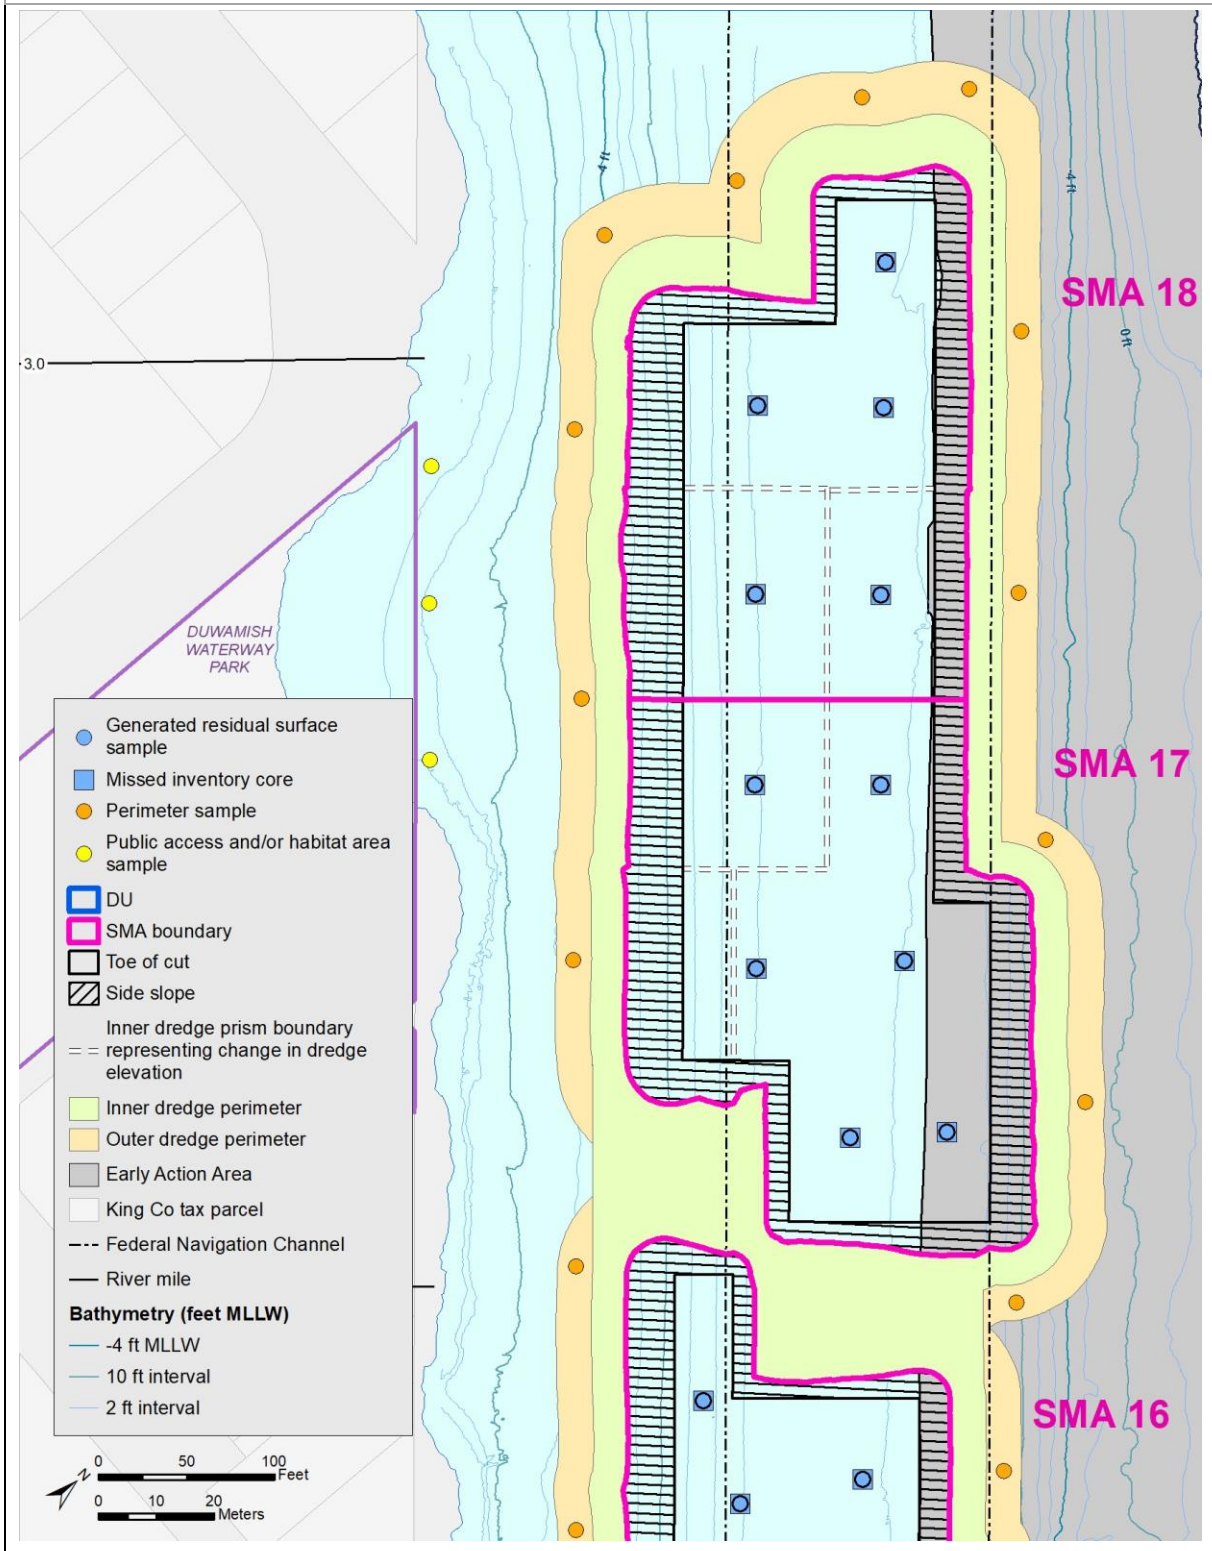 -4 ft
-4 ft
SMA 18
0 ft
3.0
DUWAMISH
WATERWAY
PARK
SMA 17
Generated residual surface
sample
Missed inventory core
Perimeter sample
Public access and/or habitat area
sample
DU
SMA boundary
Toe of cut
Side slope
Inner dredge prism boundary
representing change in dredge
elevation
Inner dredge perimeter
Outer dredge perimeter
Early Action Area
King Co tax parcel
Federal Navigation Channel
River mile
Bathymetry (feet MLLW)
-4 ft MLLW
10 ft interval
2 ft interval
SMA 16
N
0 50 100
Feet
0 10 20
Meters